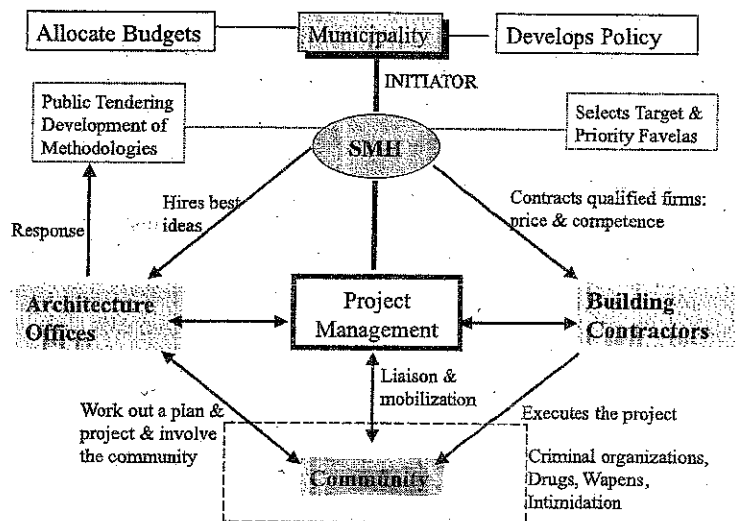 Allocate Budgets
Municipality
Develops Policy
INITIATOR
Public Tendering
Development of
Methodologies
Selects Target &
Priority Favelas
SMH
Hires best
ideas
Contracts qualified firms:
price & competence
Response
Architecture
Offices
Project
Management
Building
Contractors
Liaison &
mobilization
Work out a plan &
project & involve
the community
Executes the project
Community
Criminal organizations,
Drugs, Wapens,
Intimidation